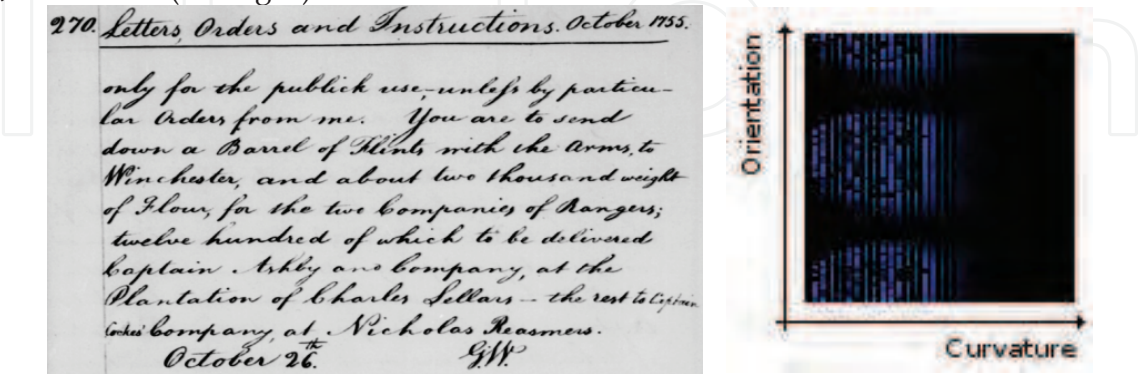 270. Letters, Orders and Instructions. October 1755.
only for the publick use, unless by particu-
lar Orders from me. You are to send
down a Barrel of Flints with the Arms, to
Winchester, and about two thousand weight
of Flour, for the two Companies of Rangers;
twelve hundred of which to be delivered
Captain Ashby and Company, at the
Plantation of Charles Sellars – the rest to Captain
Cockes' Company, at Nicholas Reasmers.
October 26.th G.W.
Orientation
Curvature